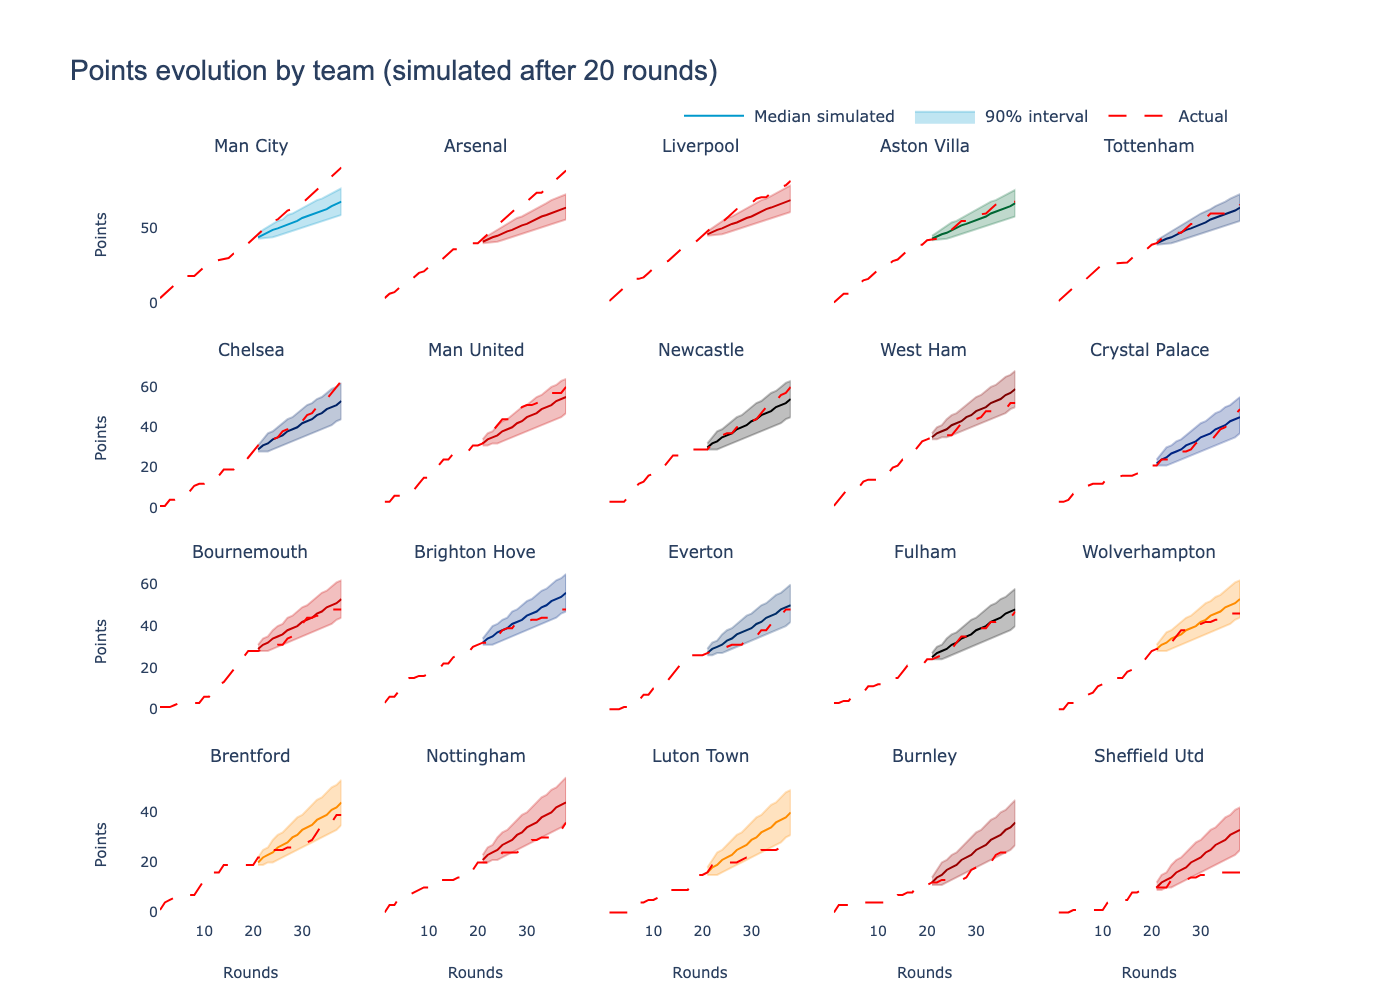 Points evolution by team (simulated after 20 rounds)
Median simulated 90% interval Actual
Man City Arsenal Liverpool Aston Villa Tottenham
Points
50
0
Chelsea Man United Newcastle West Ham Crystal Palace
Points
60
40
20
0
Bournemouth Brighton Hove Everton Fulham Wolverhampton
Points
60
40
20
0
Brentford Nottingham Luton Town Burnley Sheffield Utd
Points
40
20
0
10 20 30 10 20 30 10 20 30 10 20 30 10 20 30
Rounds Rounds Rounds Rounds Rounds